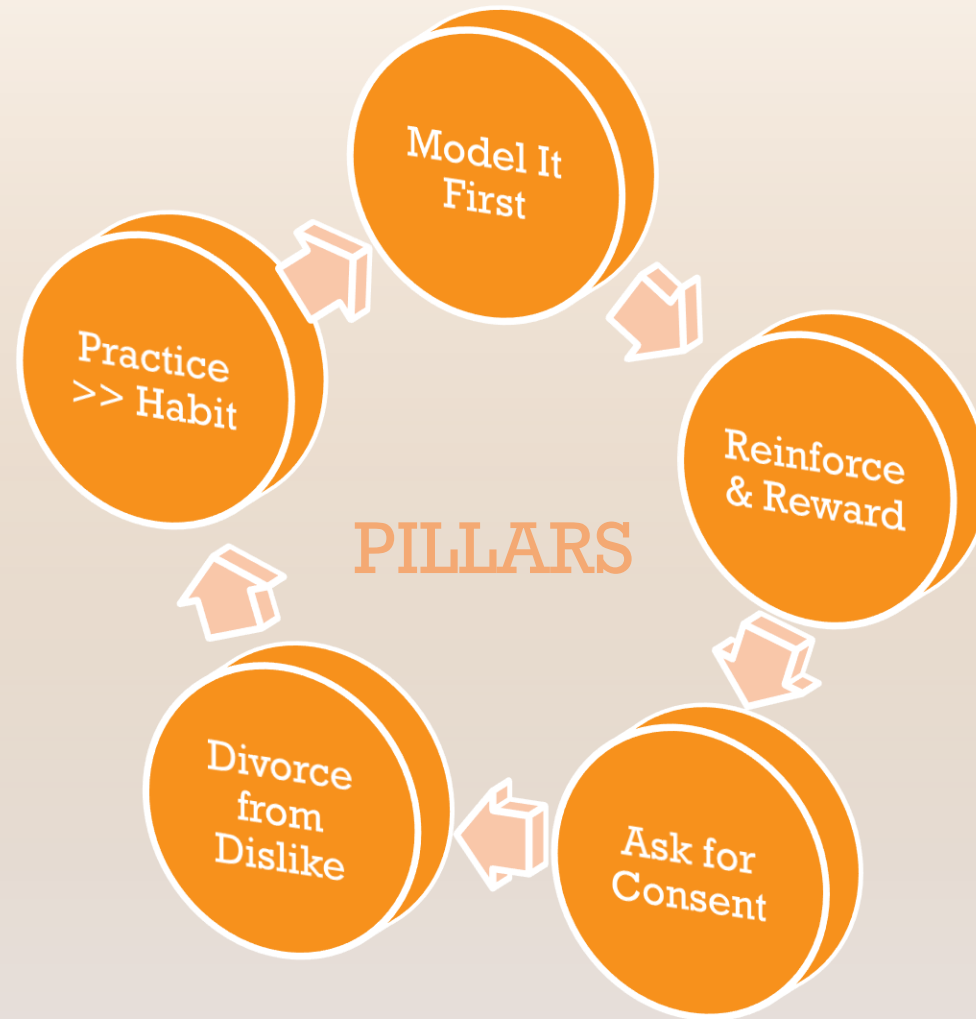 Model It
First
Reinforce
& Reward
Ask for
Consent
Divorce
from
Dislike
Practice
>> Habit
PILLARS